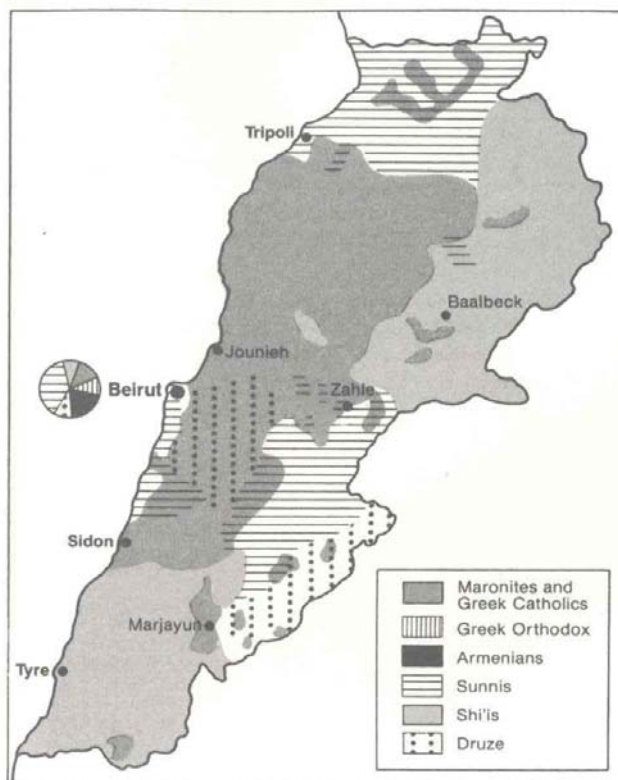 Tripoli
Baalbeck
Jounieh
Beirut
Zahle
Sidon
Marjayun
Tyre
Maronites and
Greek Catholics
Greek Orthodox
Armenians
Sunnis
Shi'is
Druze